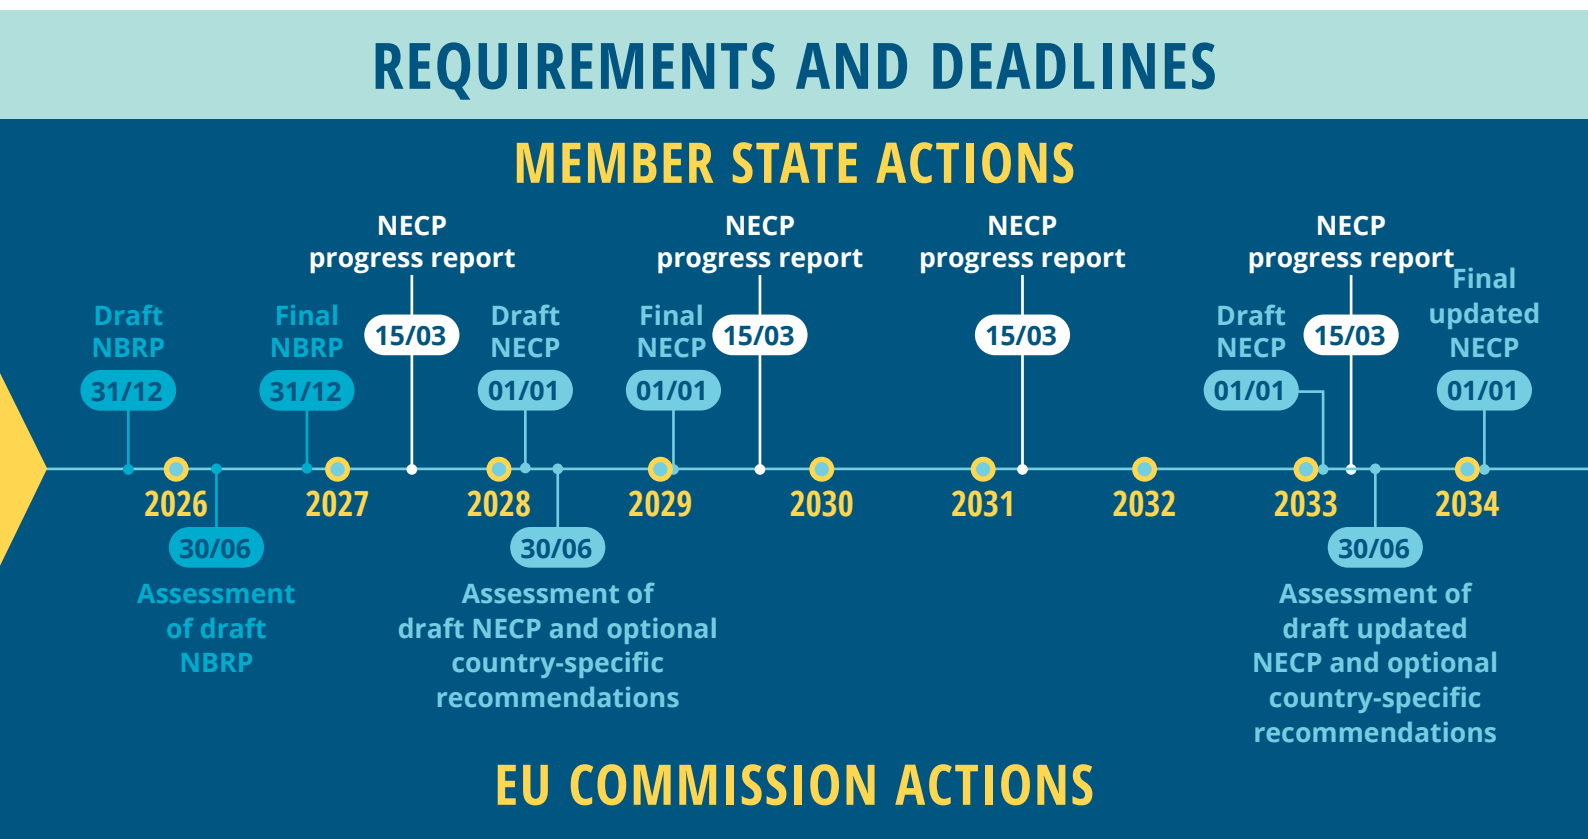 REQUIREMENTS AND DEADLINES
MEMBER STATE ACTIONS
NECP
progress report
15/03
NECP
progress report
15/03
NECP
progress report
15/03
NECP
progress report
15/03
Draft
NBRP
31/12
Final
NBRP
31/12
Draft
NECP
01/01
Final
NECP
01/01
Draft
NECP
01/01
Final
updated
NECP
01/01
2026
2027
2028
2029
2030
2031
2032
2033
2034
30/06
Assessment
of draft
NBRP
30/06
Assessment of
draft NECP and optional
country-specific
recommendations
30/06
Assessment of
draft updated
NECP and optional
country-specific
recommendations
EU COMMISSION ACTIONS